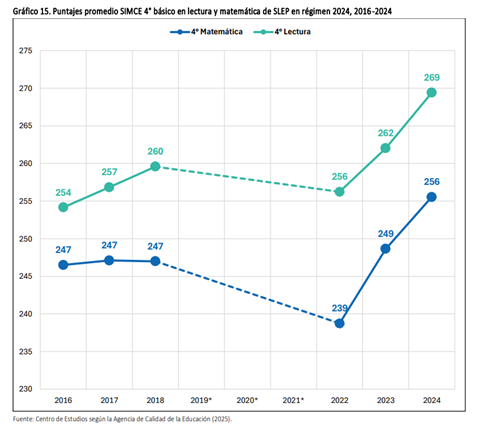 Gráfico 15. Puntajes promedio SIMCE 4° básico en lectura y matemática de SLEP en régimen 2024, 2016-2024
4º Matemática 4º Lectura
275
270
265
260
255
250
245
240
235
230
254 257 260 256 262 269
247 247 247 239 249 256
2016 2017 2018 2019* 2020* 2021* 2022 2023 2024
Fuente: Centro de Estudios según la Agencia de Calidad de la Educación (2025).